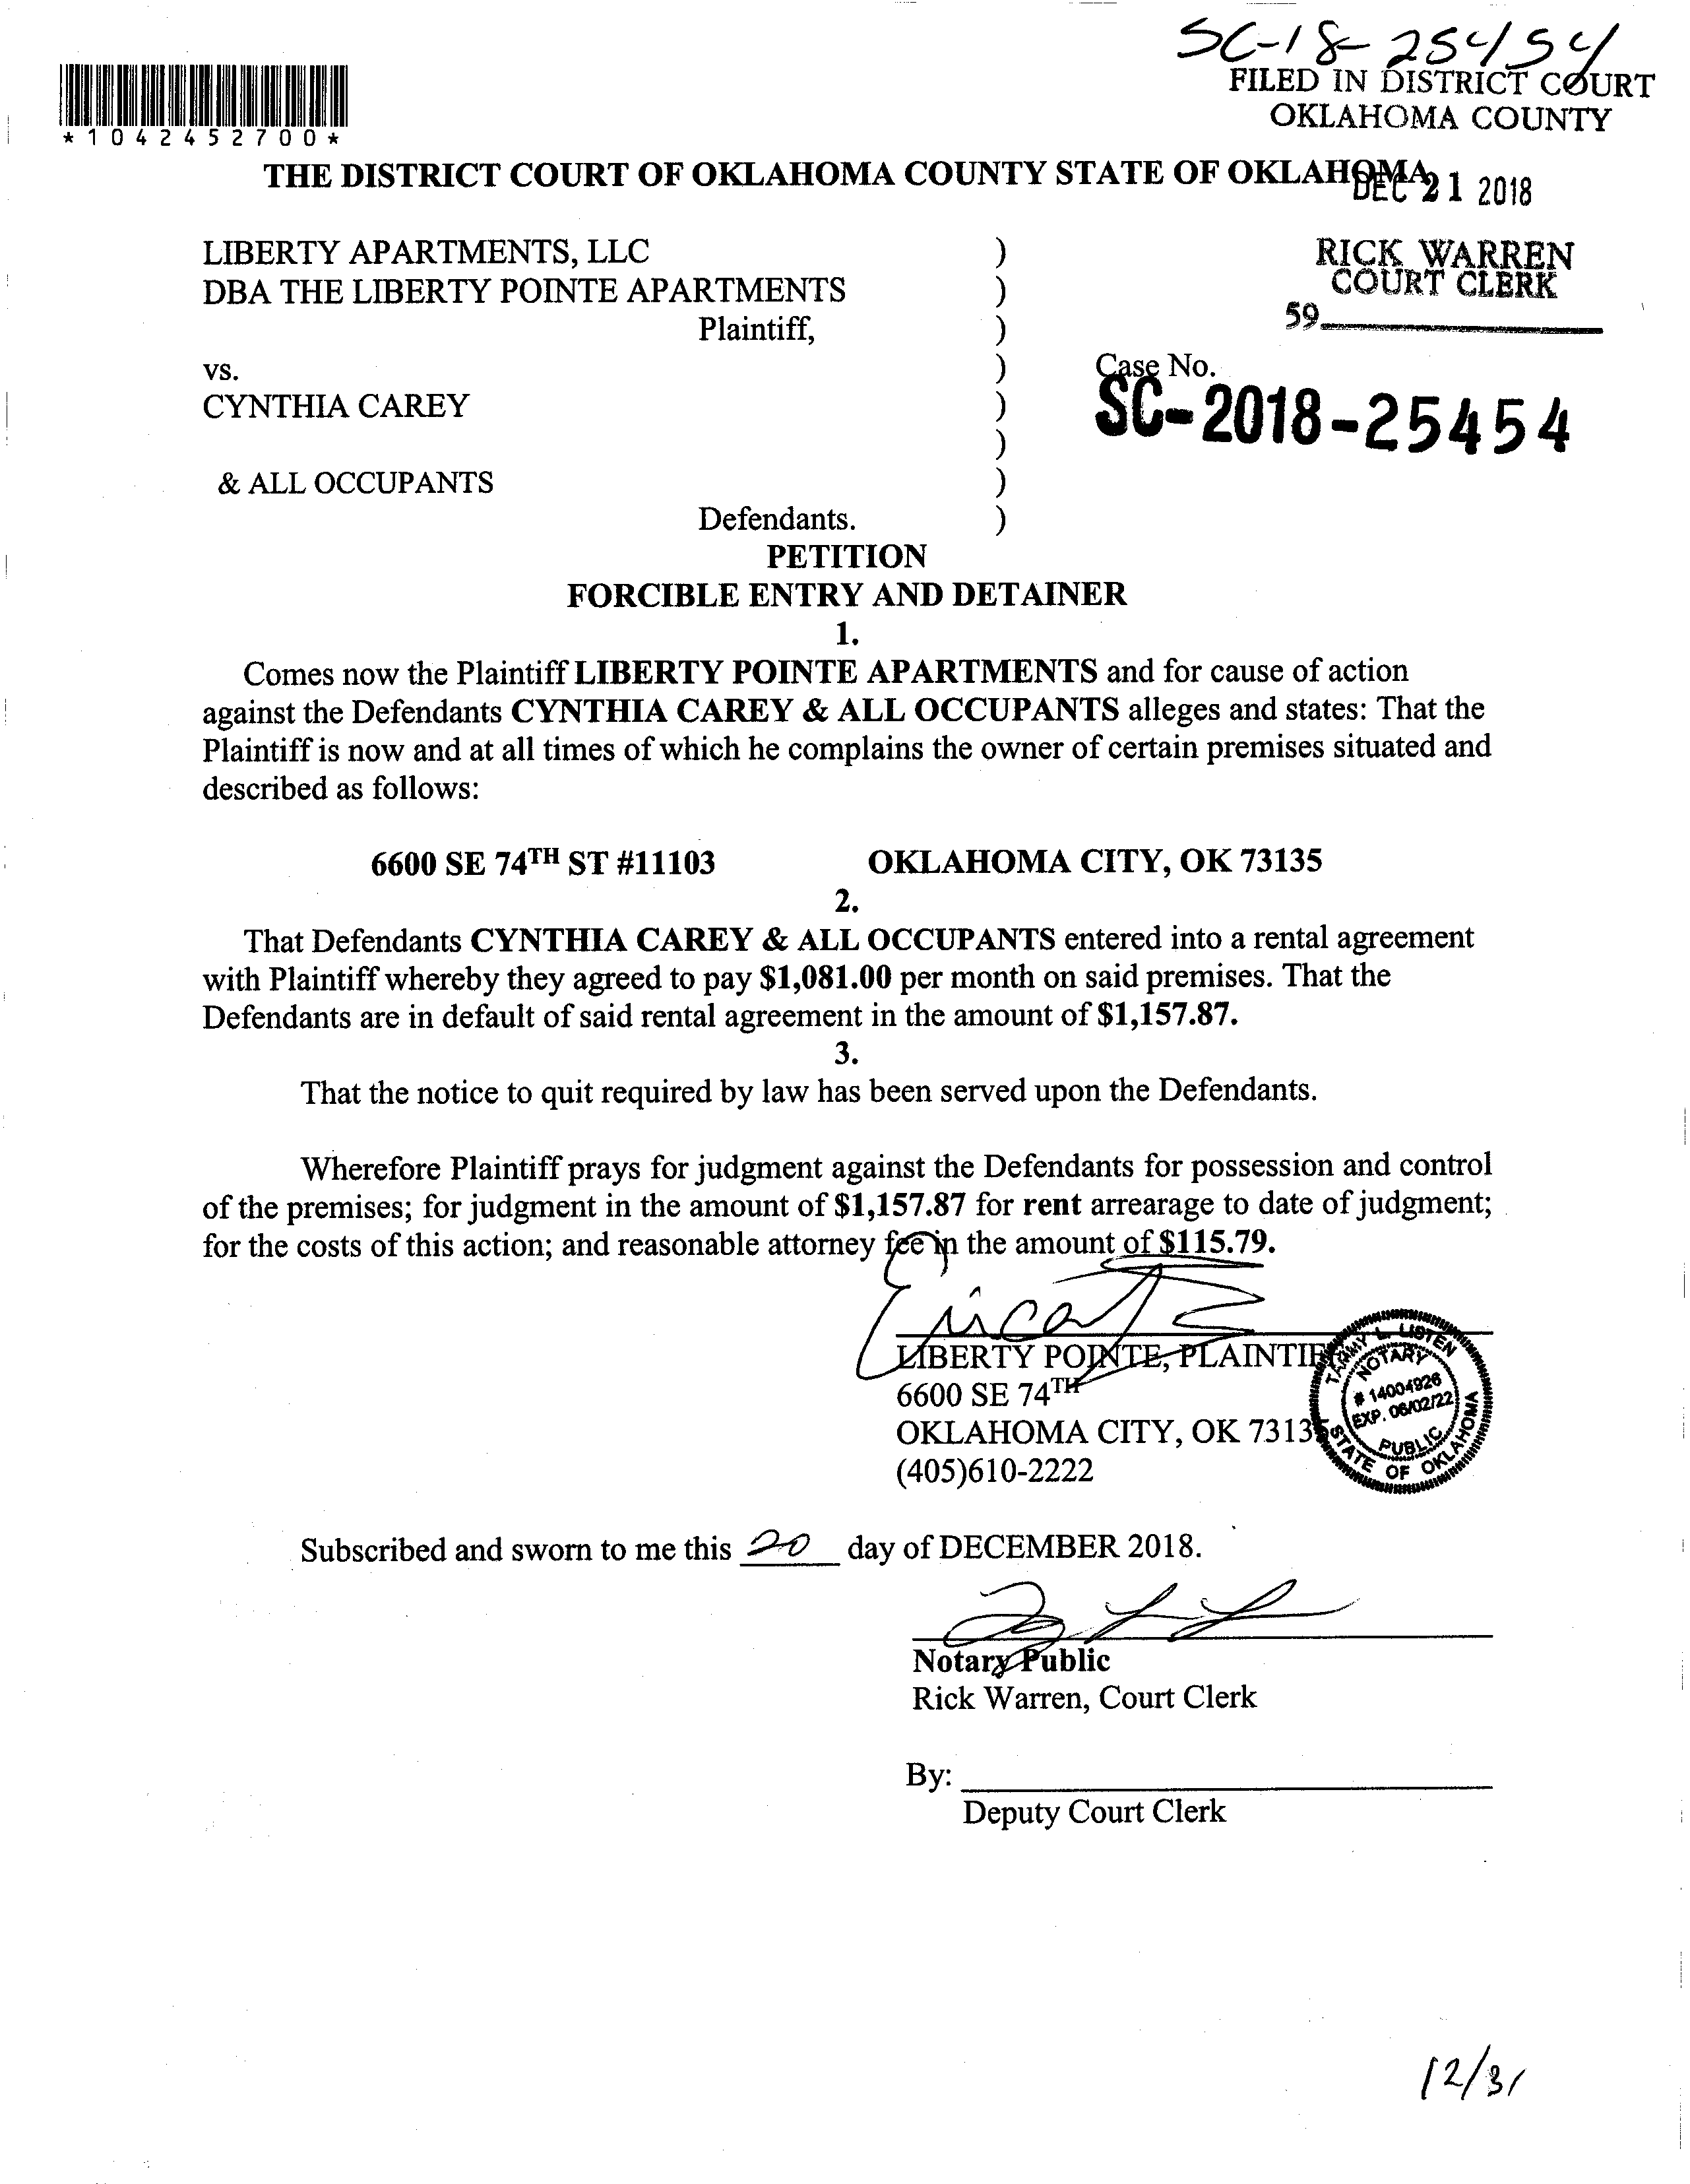 SC-18-25454
FILED IN DISTRICT COURT
OKLAHOMA COUNTY
*1042452700*
THE DISTRICT COURT OF OKLAHOMA COUNTY STATE OF OKLAHOMA
DEC 21 2018
LIBERTY APARTMENTS, LLC )
DBA THE LIBERTY POINTE APARTMENTS )
Plaintiff, )
RICK WARREN
COURT CLERK
59
vs. )
CYNTHIA CAREY )
)
& ALL OCCUPANTS )
Defendants. )
Case No.
SC-2018-25454
PETITION
FORCIBLE ENTRY AND DETAINER
1.
Comes now the Plaintiff LIBERTY POINTE APARTMENTS and for cause of action
against the Defendants CYNTHIA CAREY & ALL OCCUPANTS alleges and states: That the
Plaintiff is now and at all times of which he complains the owner of certain premises situated and
described as follows:
6600 SE 74TH ST #11103 OKLAHOMA CITY, OK 73135
2.
That Defendants CYNTHIA CAREY & ALL OCCUPANTS entered into a rental agreement
with Plaintiff whereby they agreed to pay $1,081.00 per month on said premises. That the
Defendants are in default of said rental agreement in the amount of $1,157.87.
3.
That the notice to quit required by law has been served upon the Defendants.
Wherefore Plaintiff prays for judgment against the Defendants for possession and control
of the premises; for judgment in the amount of $1,157.87 for rent arrearage to date of judgment;
for the costs of this action; and reasonable attorney fee in the amount of $115.79.
LIBERTY POINTE, PLAINTIFF
6600 SE 74TH
OKLAHOMA CITY, OK 73135
(405)610-2222
TAMMY L. LISTEN
NOTARY
# 14004926
EXP. 06/02/22
PUBLIC
STATE OF OKLAHOMA
Subscribed and sworn to me this 20 day of DECEMBER 2018.
Notary Public
Rick Warren, Court Clerk
By:
Deputy Court Clerk
12/31